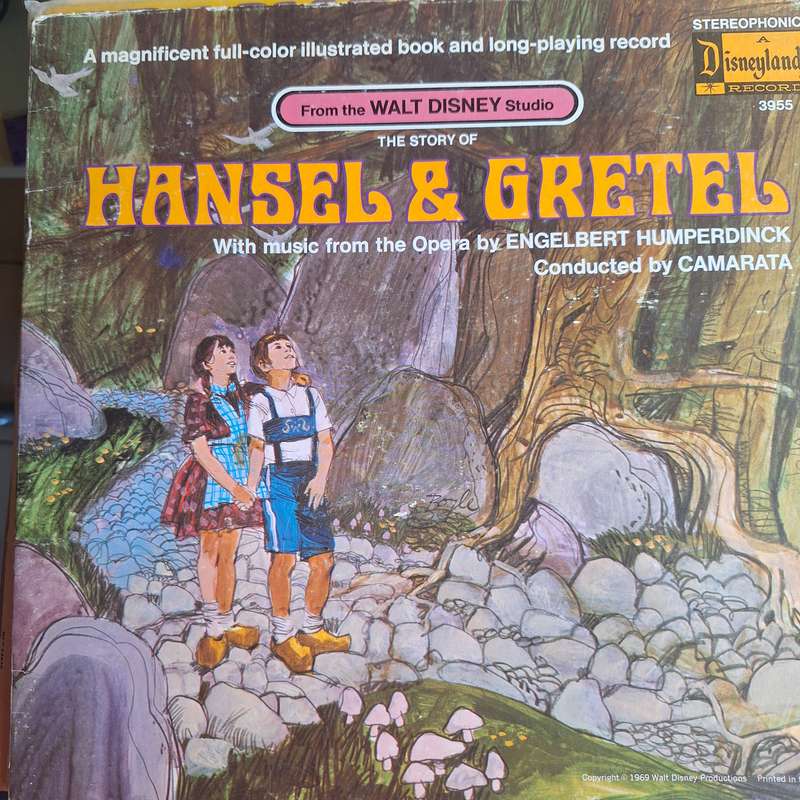 A magnificent full-color illustrated book and long-playing record
STEREOPHONIC
A
Disneyland
RECORD
3955
From the WALT DISNEY Studio
THE STORY OF
HANSEL & GRETEL
With music from the Opera by ENGELBERT HUMPERDINCK
Conducted by CAMARATA
Copyright © 1969 Walt Disney Productions Printed in